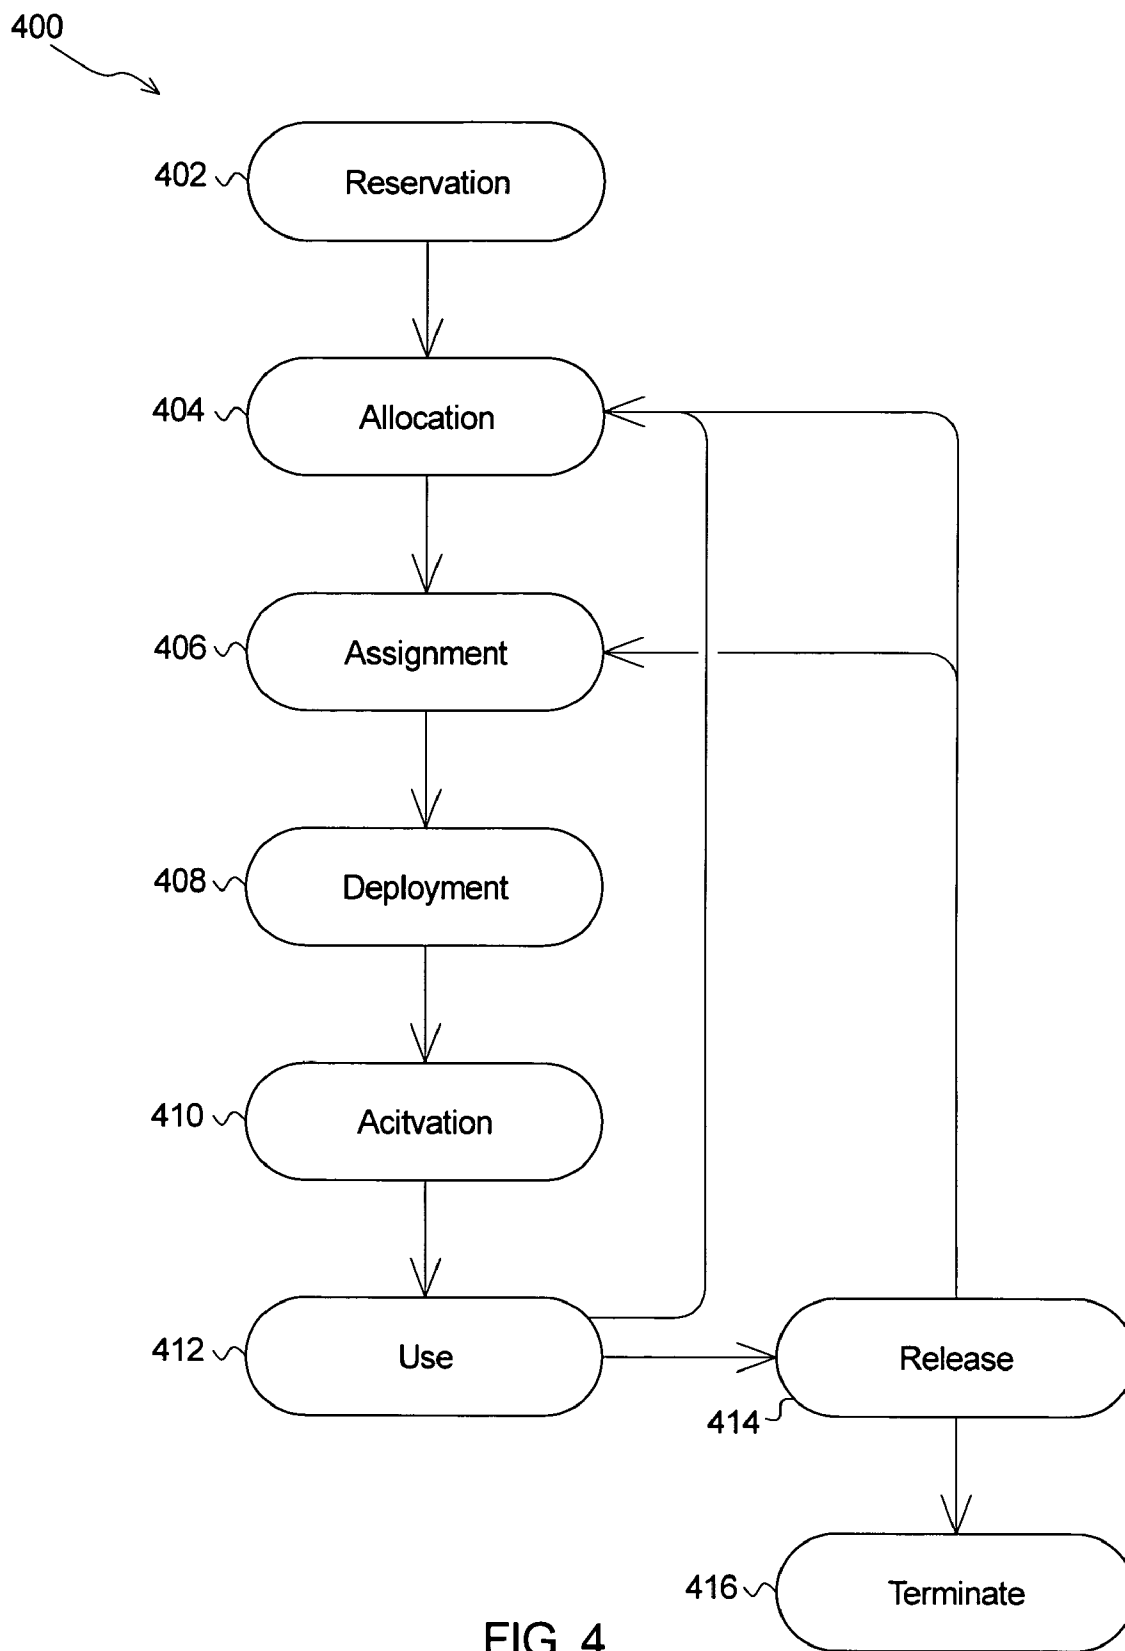 400
402 Reservation
404 Allocation
406 Assignment
408 Deployment
410 Acitvation
412 Use
Release
414
416 Terminate
FIG. 4